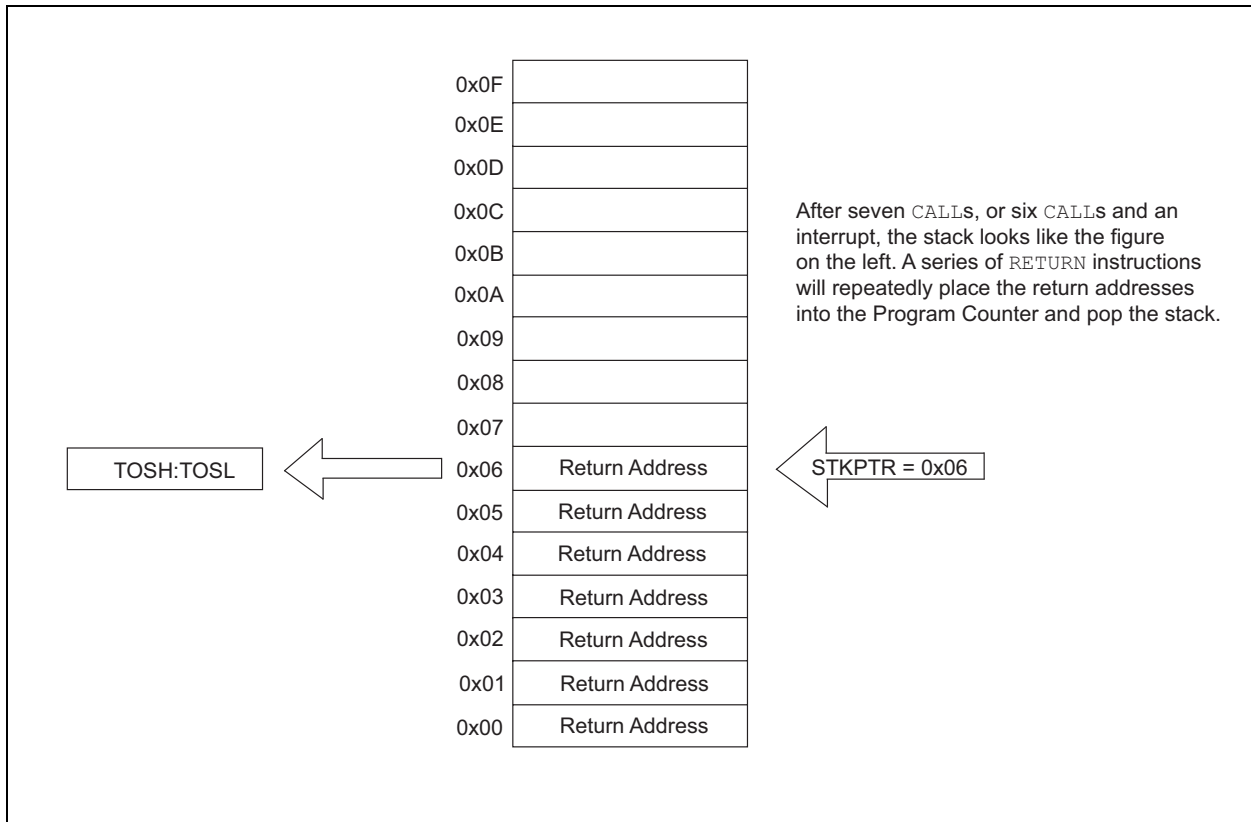 0x0F
0x0E
0x0D
0x0C
0x0B
0x0A
0x09
0x08
0x07
After seven CALLs, or six CALLs and an
interrupt, the stack looks like the figure
on the left. A series of RETURN instructions
will repeatedly place the return addresses
into the Program Counter and pop the stack.
TOSH:TOSL
0x06 Return Address
STKPTR = 0x06
0x05 Return Address
0x04 Return Address
0x03 Return Address
0x02 Return Address
0x01 Return Address
0x00 Return Address